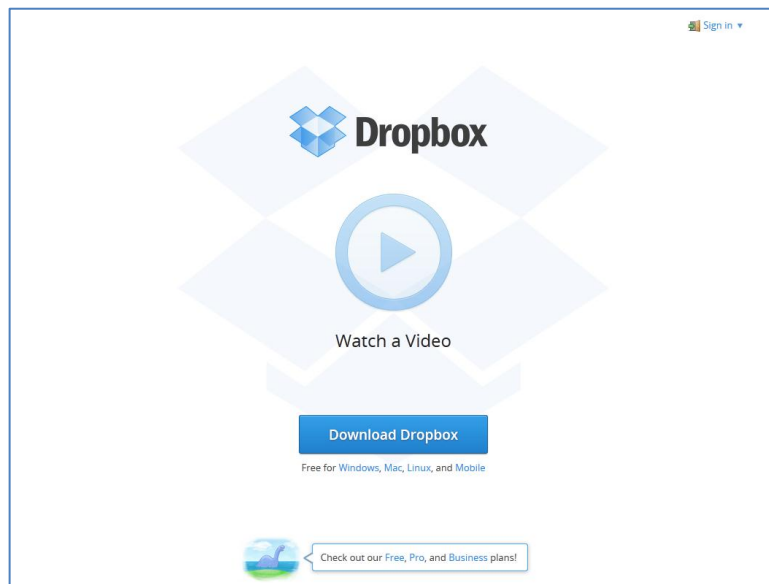 Sign in
Dropbox
Watch a Video
Download Dropbox
Free for Windows, Mac, Linux, and Mobile
Check out our Free, Pro, and Business plans!